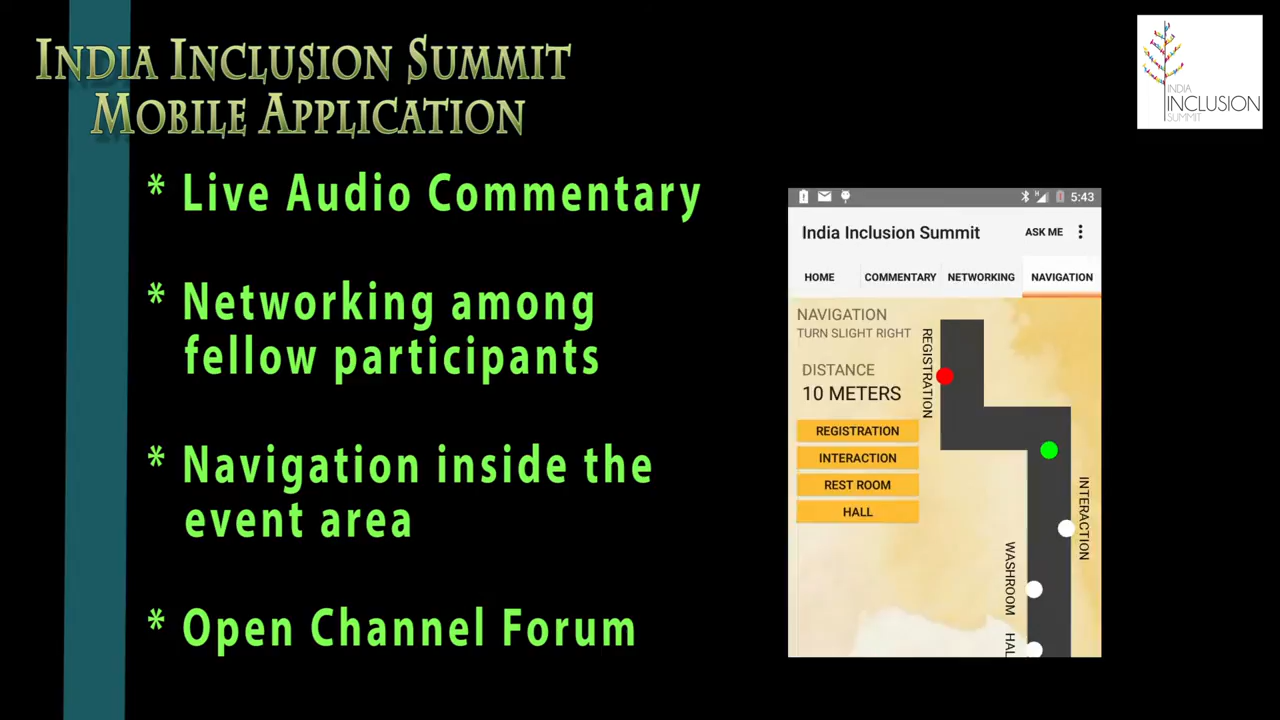 India Inclusion Summit
Mobile Application
* Live Audio Commentary
* Networking among
fellow participants
* Navigation inside the
event area
* Open Channel Forum
INDIA
INCLUSION
SUMMIT
H
5:43
India Inclusion Summit
ASK ME
HOME
COMMENTARY
NETWORKING
NAVIGATION
NAVIGATION
TURN SLIGHT RIGHT
DISTANCE
10 METERS
REGISTRATION
INTERACTION
REST ROOM
HALL
REGISTRATION
INTERACTION
WASHROOM
HAL